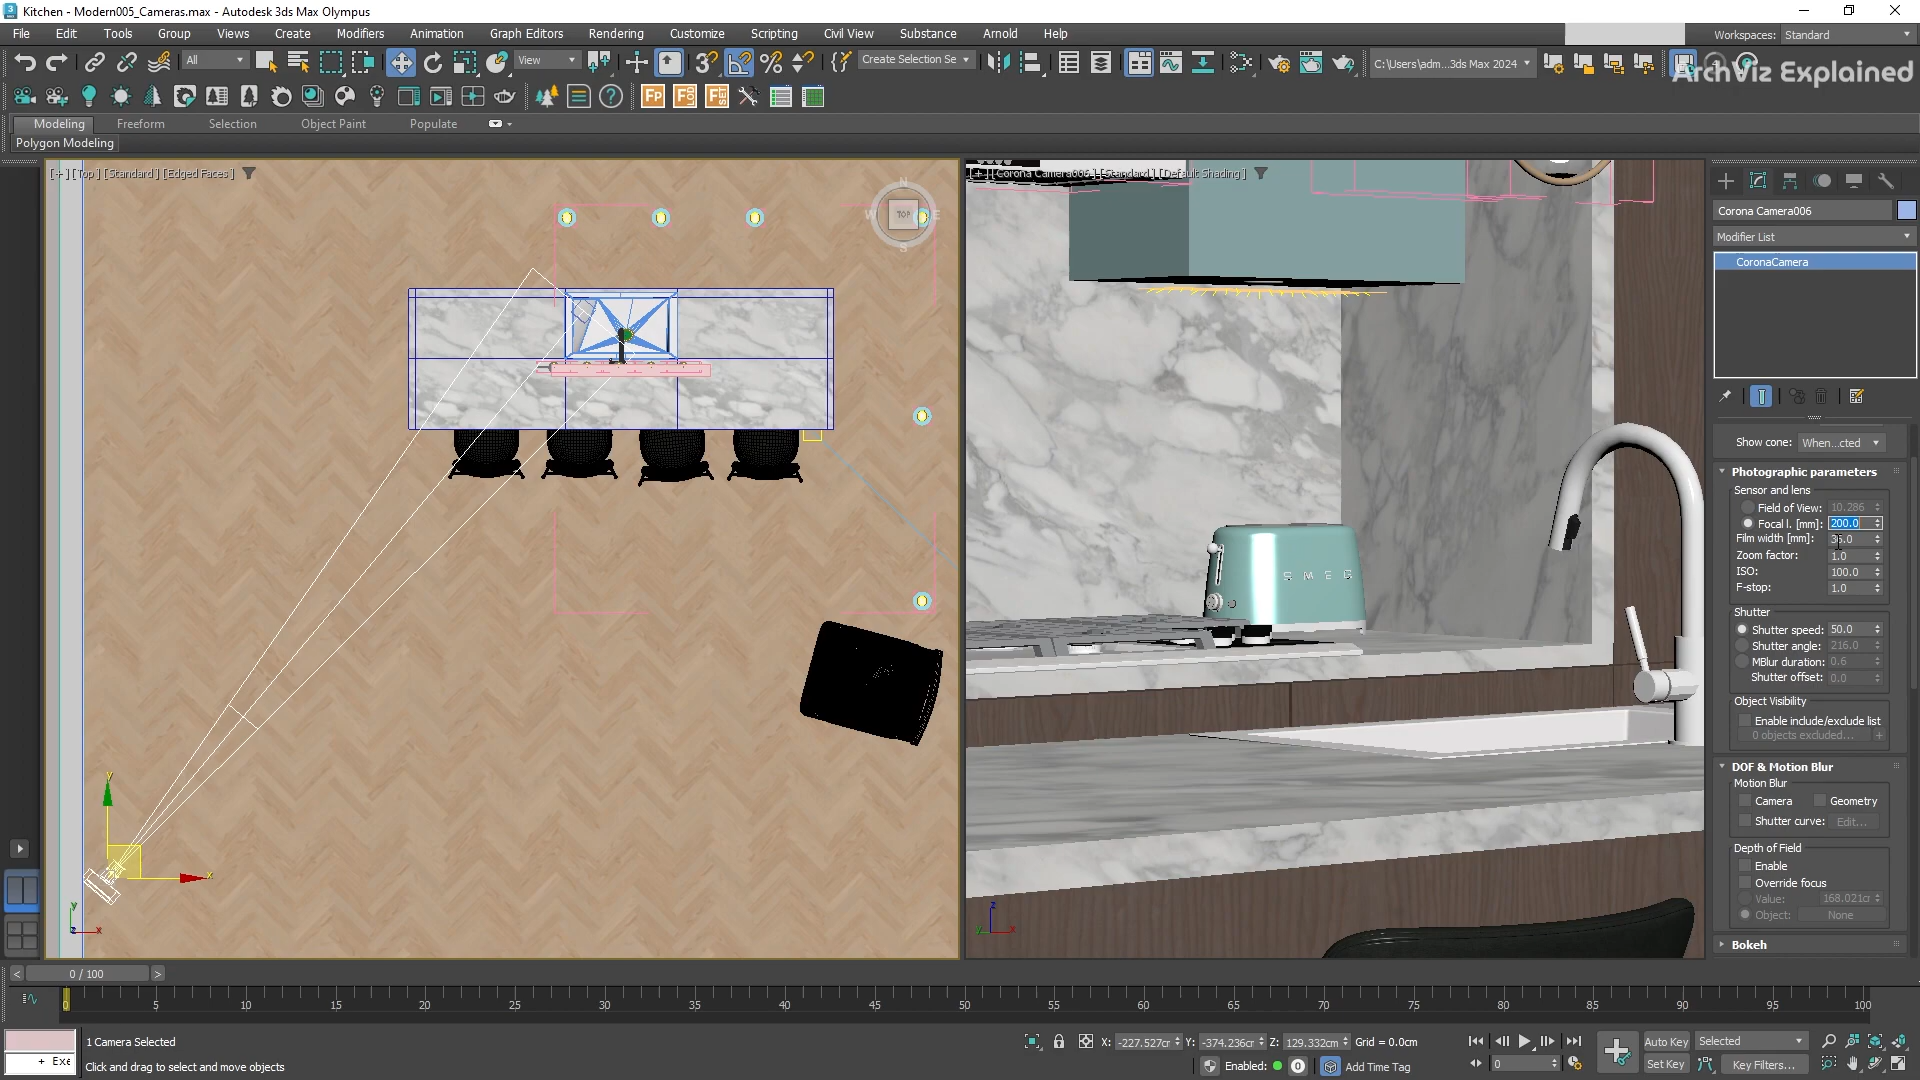 Kitchen - Modern005_Cameras.max - Autodesk 3ds Max Olympus
File Edit Tools Group Views Create Modifiers Animation Graph Editors Rendering Customize Scripting Civil View Substance Arnold Help
Workspaces: Standard
All
View
Create Selection Se
C:\Users\adm...3ds Max 2024
ArchViz Explained
Modeling Freeform Selection Object Paint Populate
Polygon Modeling
[+] [Top] [Standard] [Edged Faces]
[+] [Corona Camera006] [Standard] [Default Shading]
N
W TOP E
S
Corona Camera006
Modifier List
CoronaCamera
Show cone: When...cted
Photographic parameters
Sensor and lens
Field of View: 10.286
Focal l. [mm]: 200.0
Film width [mm]: 35.0
Zoom factor: 1.0
ISO: 100.0
F-stop: 1.0
Shutter
Shutter speed: 50.0
Shutter angle: 216.0
MBlur duration: 0.6
Shutter offset: 0.0
Object Visibility
Enable include/exclude list
0 objects excluded... +
DOF & Motion Blur
Motion Blur
Camera Geometry
Shutter curve: Edit...
Depth of Field
Enable
Override focus
Value: 168.021cr
Object: None
Bokeh
SMEG
y
x
y
z x
z
y x
< 0 / 100 >
0 5 10 15 20 25 30 35 40 45 50 55 60 65 70 75 80 85 90 95 100
1 Camera Selected
X: -227.527cr Y: -374.236cr Z: 129.332cm Grid = 0.0cm
Auto Key Selected
+ Exe
Click and drag to select and move objects
Enabled: 0
Add Time Tag
0
Set Key Key Filters...